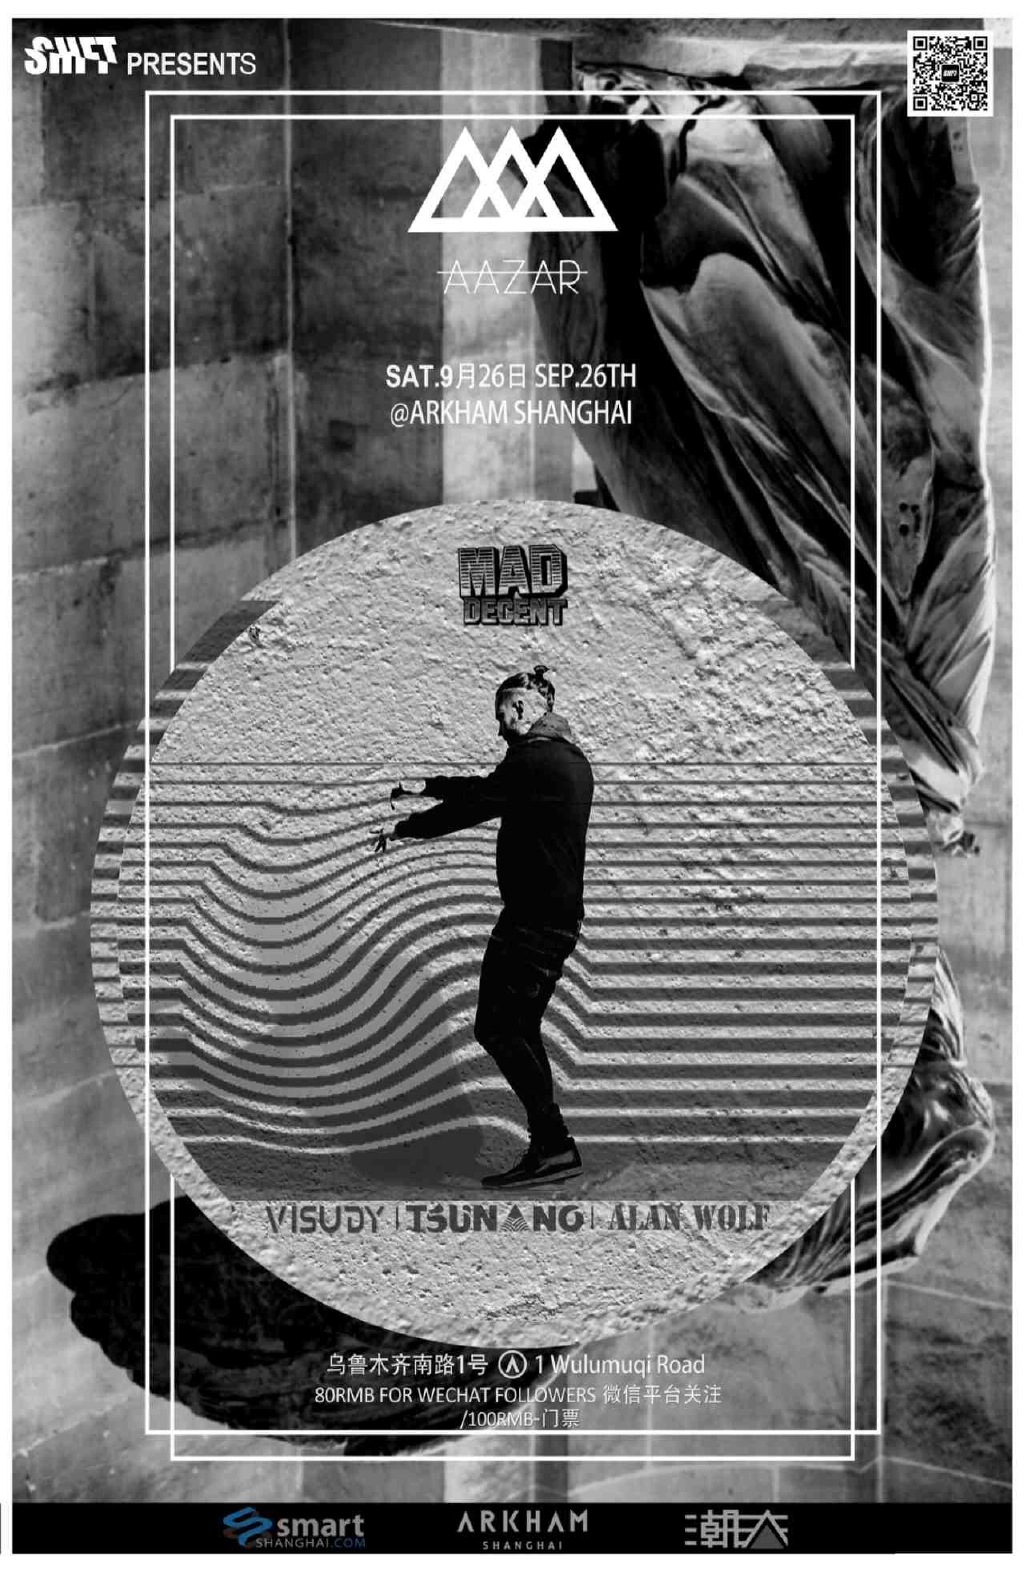 SHFT PRESENTS
AAZAR
SAT.9月26日 SEP.26TH
@ARKHAM SHANGHAI
MAD
DECENT
VISUDY | TSUNANO | ALAN WOLF
乌鲁木齐南路1号 1 Wulumuqi Road
80RMB FOR WECHAT FOLLOWERS 微信平台关注
/100RMB-门票
smart
SHANGHAI.COM
ARKHAM
SHANGHAI